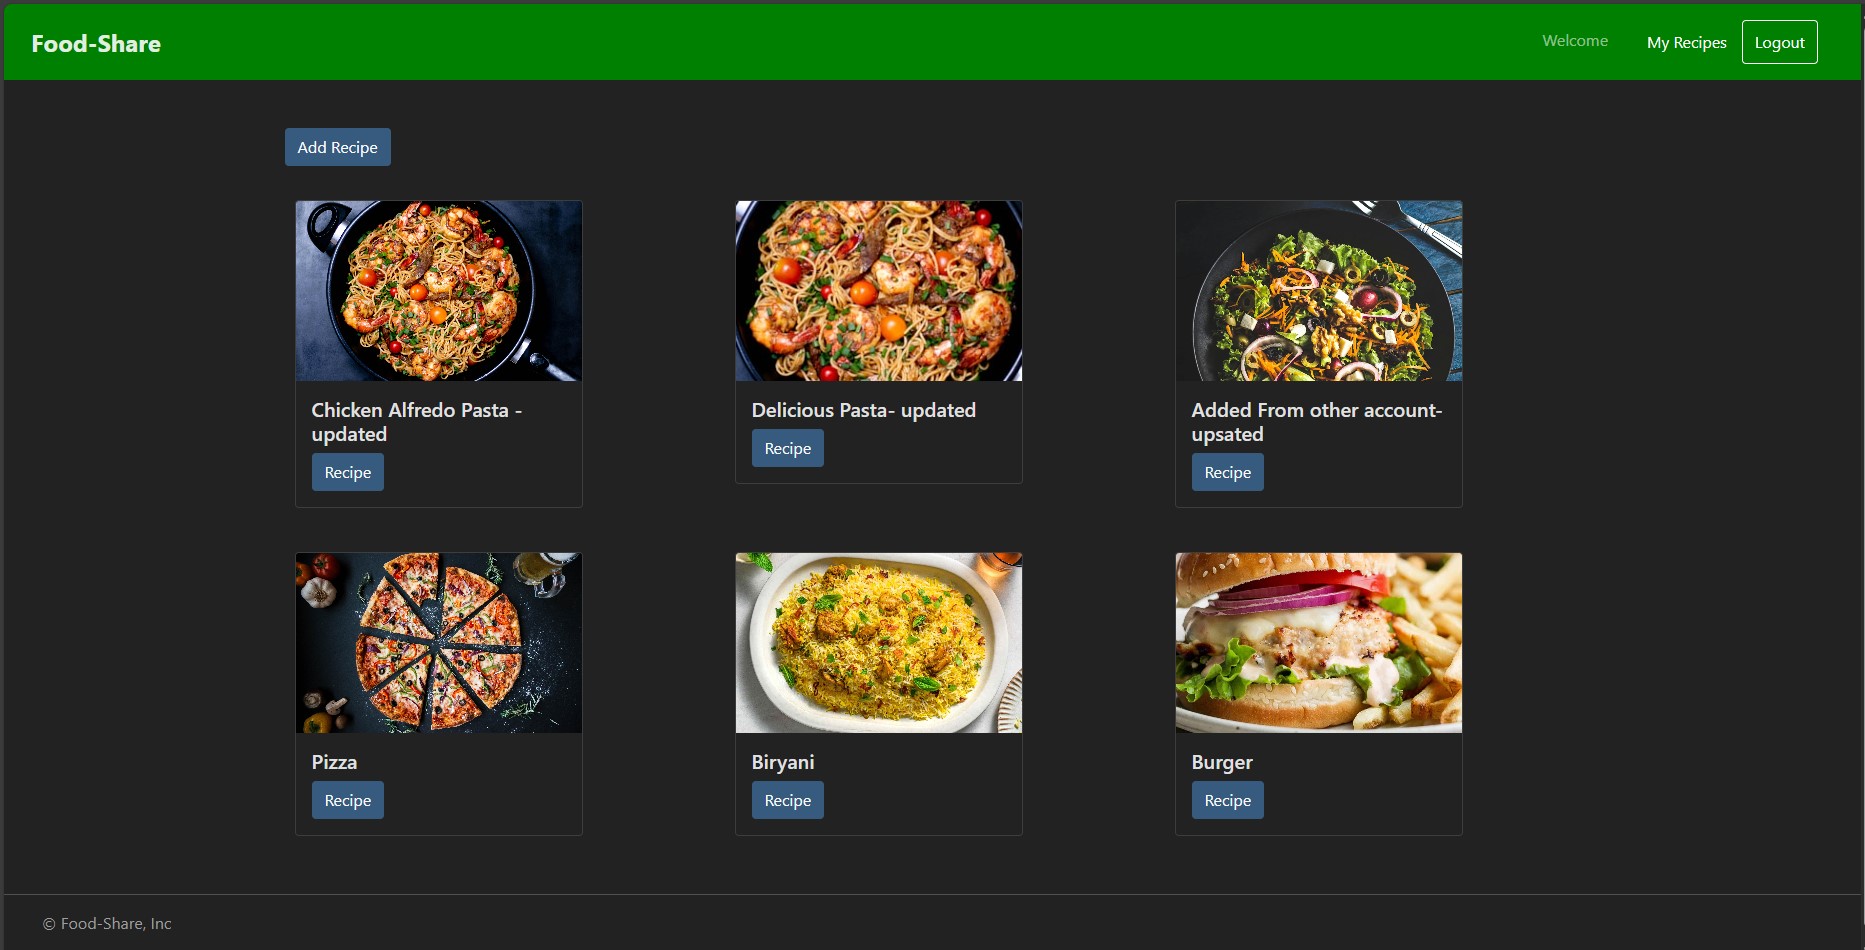 Food-Share
Welcome
My Recipes
Logout
Add Recipe
Chicken Alfredo Pasta -
updated
Recipe
Delicious Pasta- updated
Recipe
Added From other account-
upsated
Recipe
Pizza
Recipe
Biryani
Recipe
Burger
Recipe
© Food-Share, Inc